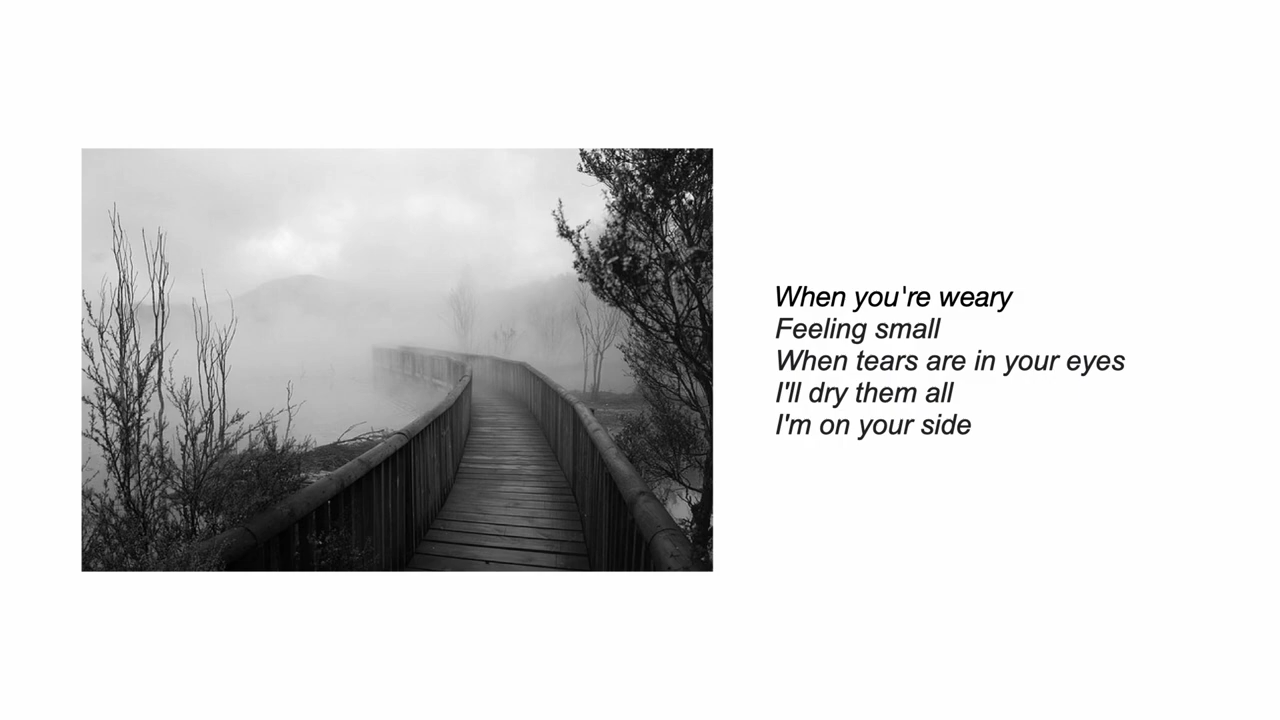 When you're weary
Feeling small
When tears are in your eyes
I'll dry them all
I'm on your side